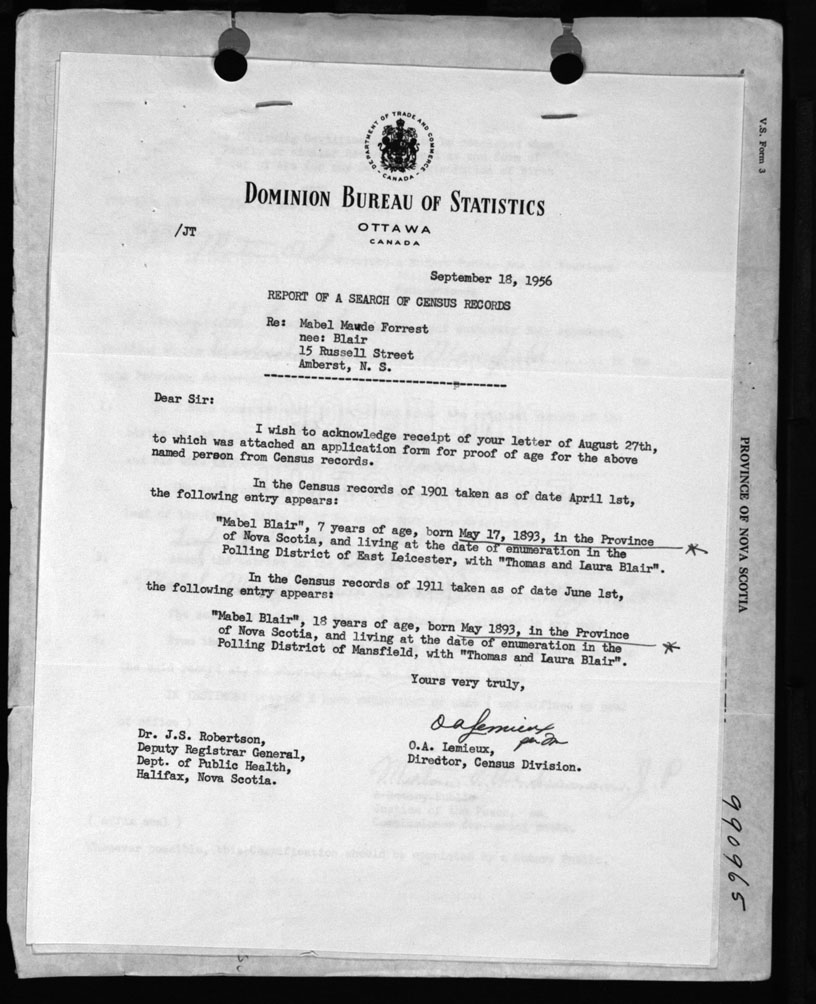 DEPARTMENT OF TRADE AND COMMERCE
- CANADA -
DOMINION BUREAU OF STATISTICS
OTTAWA
CANADA
/JT
September 18, 1956
REPORT OF A SEARCH OF CENSUS RECORDS
Re: Mabel Maude Forrest
nee: Blair
15 Russell Street
Amberst, N. S.
Dear Sir:
I wish to acknowledge receipt of your letter of August 27th,
to which was attached an application form for proof of age for the above
named person from Census records.
In the Census records of 1901 taken as of date April 1st,
the following entry appears:
"Mabel Blair", 7 years of age, born May 17, 1893, in the Province
of Nova Scotia, and living at the date of enumeration in the
Polling District of East Leicester, with "Thomas and Laura Blair".
In the Census records of 1911 taken as of date June 1st,
the following entry appears:
"Mabel Blair", 18 years of age, born May 1893, in the Province
of Nova Scotia, and living at the date of enumeration in the
Polling District of Mansfield, with "Thomas and Laura Blair".
Yours very truly,
O A Lemieux
O.A. Lemieux,
Diredtor, Census Division.
Dr. J.S. Robertson,
Deputy Registrar General,
Dept. of Public Health,
Halifax, Nova Scotia.
V.S. Form 3
PROVINCE OF NOVA SCOTIA
990965